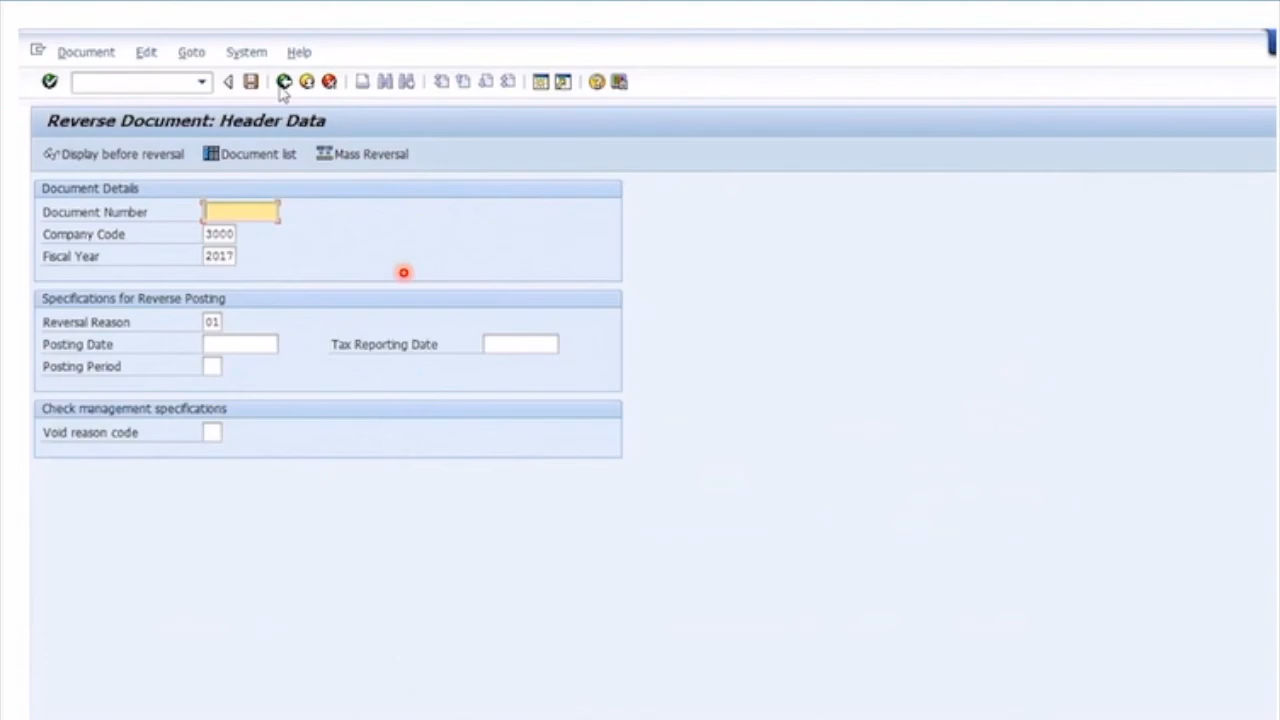 Document Edit Goto System Help
Reverse Document: Header Data
Display before reversal Document list Mass Reversal
Document Details
Document Number
Company Code 3000
Fiscal Year 2017
Specifications for Reverse Posting
Reversal Reason 01
Posting Date Tax Reporting Date
Posting Period
Check management specifications
Void reason code